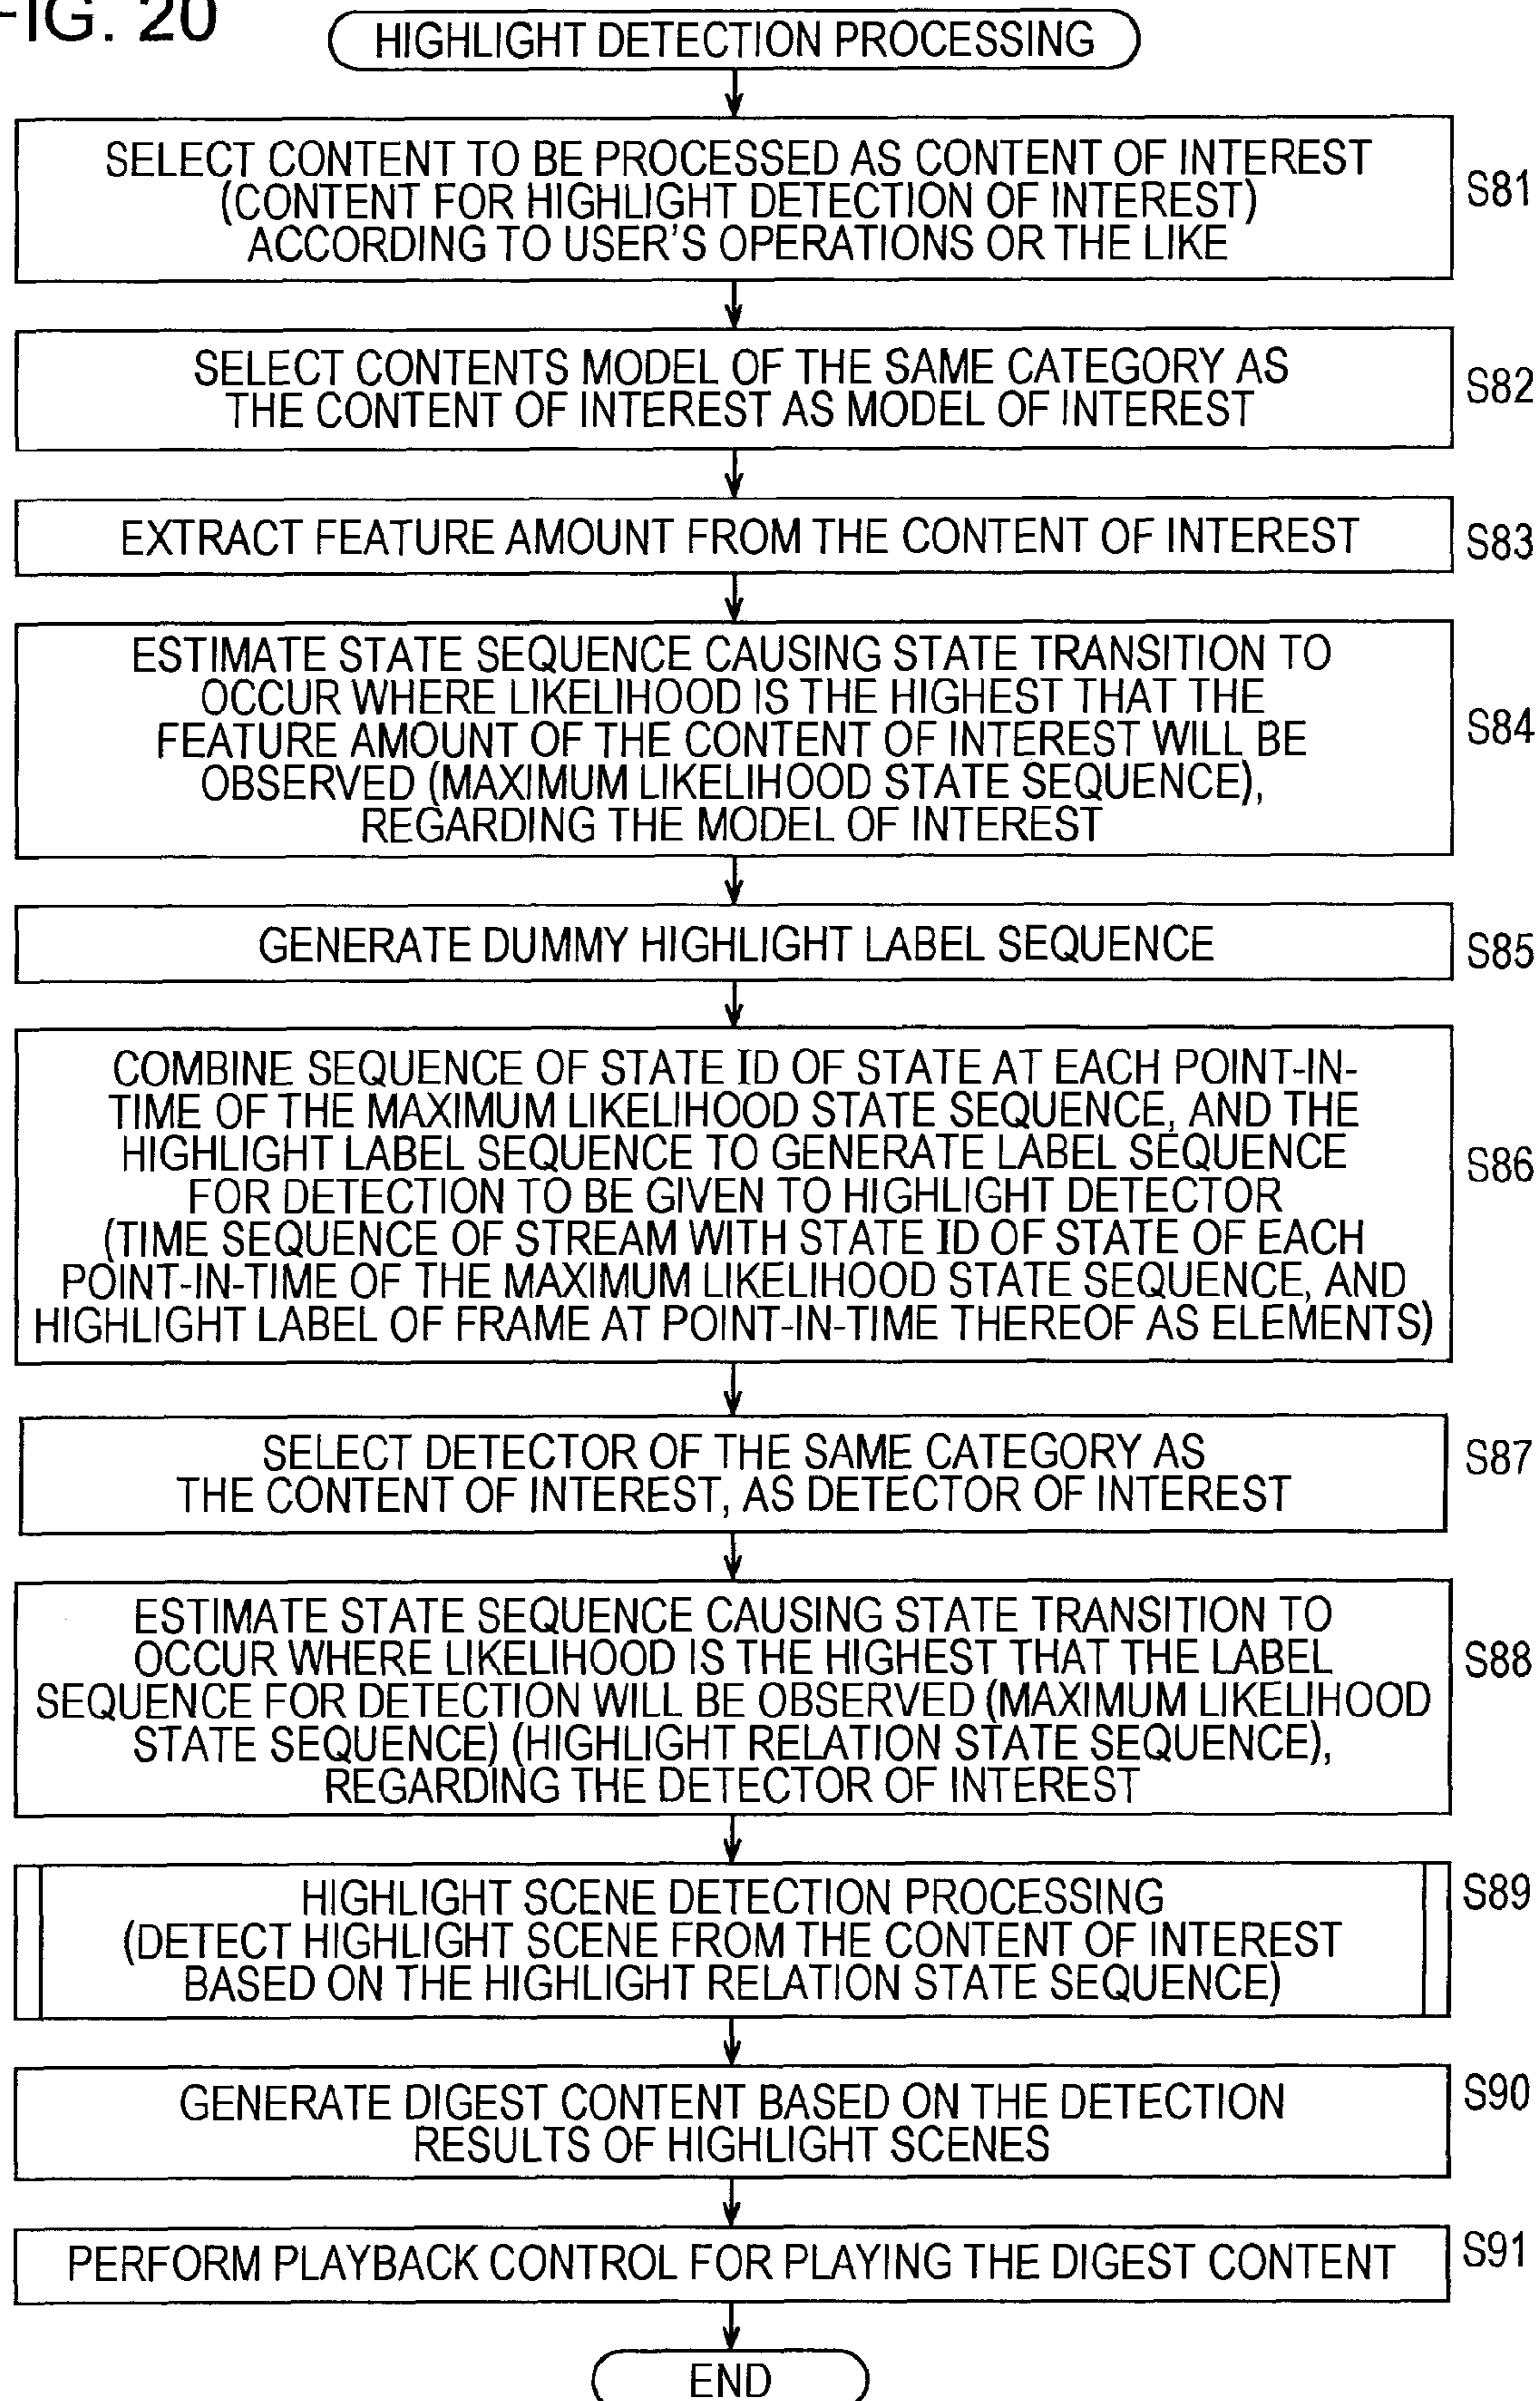 FIG. 20
HIGHLIGHT DETECTION PROCESSING
SELECT CONTENT TO BE PROCESSED AS CONTENT OF INTEREST
(CONTENT FOR HIGHLIGHT DETECTION OF INTEREST)
ACCORDING TO USER'S OPERATIONS OR THE LIKE
S81
SELECT CONTENTS MODEL OF THE SAME CATEGORY AS
THE CONTENT OF INTEREST AS MODEL OF INTEREST
S82
EXTRACT FEATURE AMOUNT FROM THE CONTENT OF INTEREST
S83
ESTIMATE STATE SEQUENCE CAUSING STATE TRANSITION TO
OCCUR WHERE LIKELIHOOD IS THE HIGHEST THAT THE
FEATURE AMOUNT OF THE CONTENT OF INTEREST WILL BE
OBSERVED (MAXIMUM LIKELIHOOD STATE SEQUENCE),
REGARDING THE MODEL OF INTEREST
S84
GENERATE DUMMY HIGHLIGHT LABEL SEQUENCE
S85
COMBINE SEQUENCE OF STATE ID OF STATE AT EACH POINT-IN-
TIME OF THE MAXIMUM LIKELIHOOD STATE SEQUENCE, AND THE
HIGHLIGHT LABEL SEQUENCE TO GENERATE LABEL SEQUENCE
FOR DETECTION TO BE GIVEN TO HIGHLIGHT DETECTOR
(TIME SEQUENCE OF STREAM WITH STATE ID OF STATE OF EACH
POINT-IN-TIME OF THE MAXIMUM LIKELIHOOD STATE SEQUENCE, AND
HIGHLIGHT LABEL OF FRAME AT POINT-IN-TIME THEREOF AS ELEMENTS)
S86
SELECT DETECTOR OF THE SAME CATEGORY AS
THE CONTENT OF INTEREST, AS DETECTOR OF INTEREST
S87
ESTIMATE STATE SEQUENCE CAUSING STATE TRANSITION TO
OCCUR WHERE LIKELIHOOD IS THE HIGHEST THAT THE LABEL
SEQUENCE FOR DETECTION WILL BE OBSERVED (MAXIMUM LIKELIHOOD
STATE SEQUENCE) (HIGHLIGHT RELATION STATE SEQUENCE),
REGARDING THE DETECTOR OF INTEREST
S88
HIGHLIGHT SCENE DETECTION PROCESSING
(DETECT HIGHLIGHT SCENE FROM THE CONTENT OF INTEREST
BASED ON THE HIGHLIGHT RELATION STATE SEQUENCE)
S89
GENERATE DIGEST CONTENT BASED ON THE DETECTION
RESULTS OF HIGHLIGHT SCENES
S90
PERFORM PLAYBACK CONTROL FOR PLAYING THE DIGEST CONTENT
S91
END